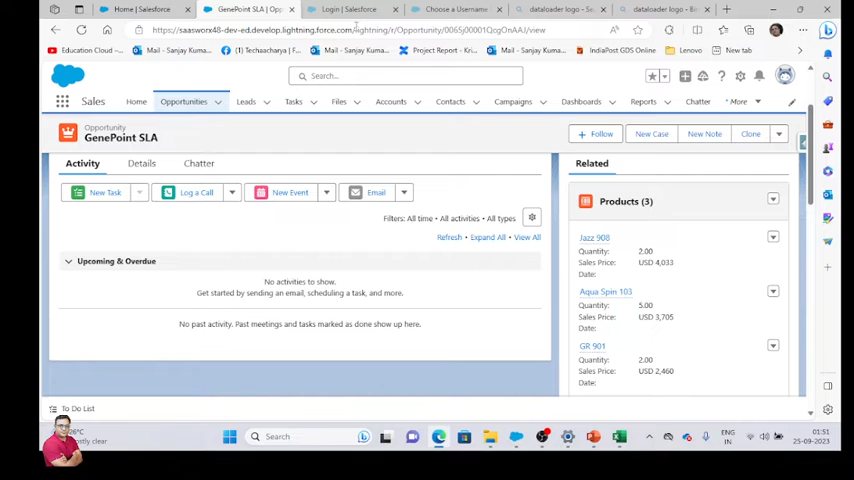 Home | Salesforce
GenePoint SLA | Opp
Login | Salesforce
Choose a Username
dataloader logo - Se
dataloader logo - Bin
https://saasworx48-dev-ed.develop.lightning.force.com/lightning/r/Opportunity/0065j00001QcgOnAAJ/view
Education Cloud -...
Mail - Sanjay Kumar...
(1) Techaacharya | F...
Mail - Sanjay Kumar...
Project Report - Kri...
IndiaPost GDS Online
New tab
Search...
Sales
Home
Opportunities
Leads
Tasks
Files
Accounts
Contacts
Campaigns
Dashboards
Reports
Chatter
* More
Opportunity
GenePoint SLA
+ Follow
New Case
New Note
Clone
Activity
Details
Chatter
Related
New Task
Log a Call
New Event
Email
Products (3)
Filters: All time • All activities • All types
Refresh • Expand All • View All
Jazz 908
Quantity: 2.00
Sales Price: USD 4,033
Date:
Upcoming & Overdue
No activities to show.
Get started by sending an email, scheduling a task, and more.
Aqua Spin 103
Quantity: 5.00
Sales Price: USD 3,705
Date:
No past activity. Past meetings and tasks marked as done show up here.
GR 901
Quantity: 2.00
Sales Price: USD 2,460
Date:
To Do List
26°C
ostly clear
Search
ENG
IN
01:51
25-09-2023